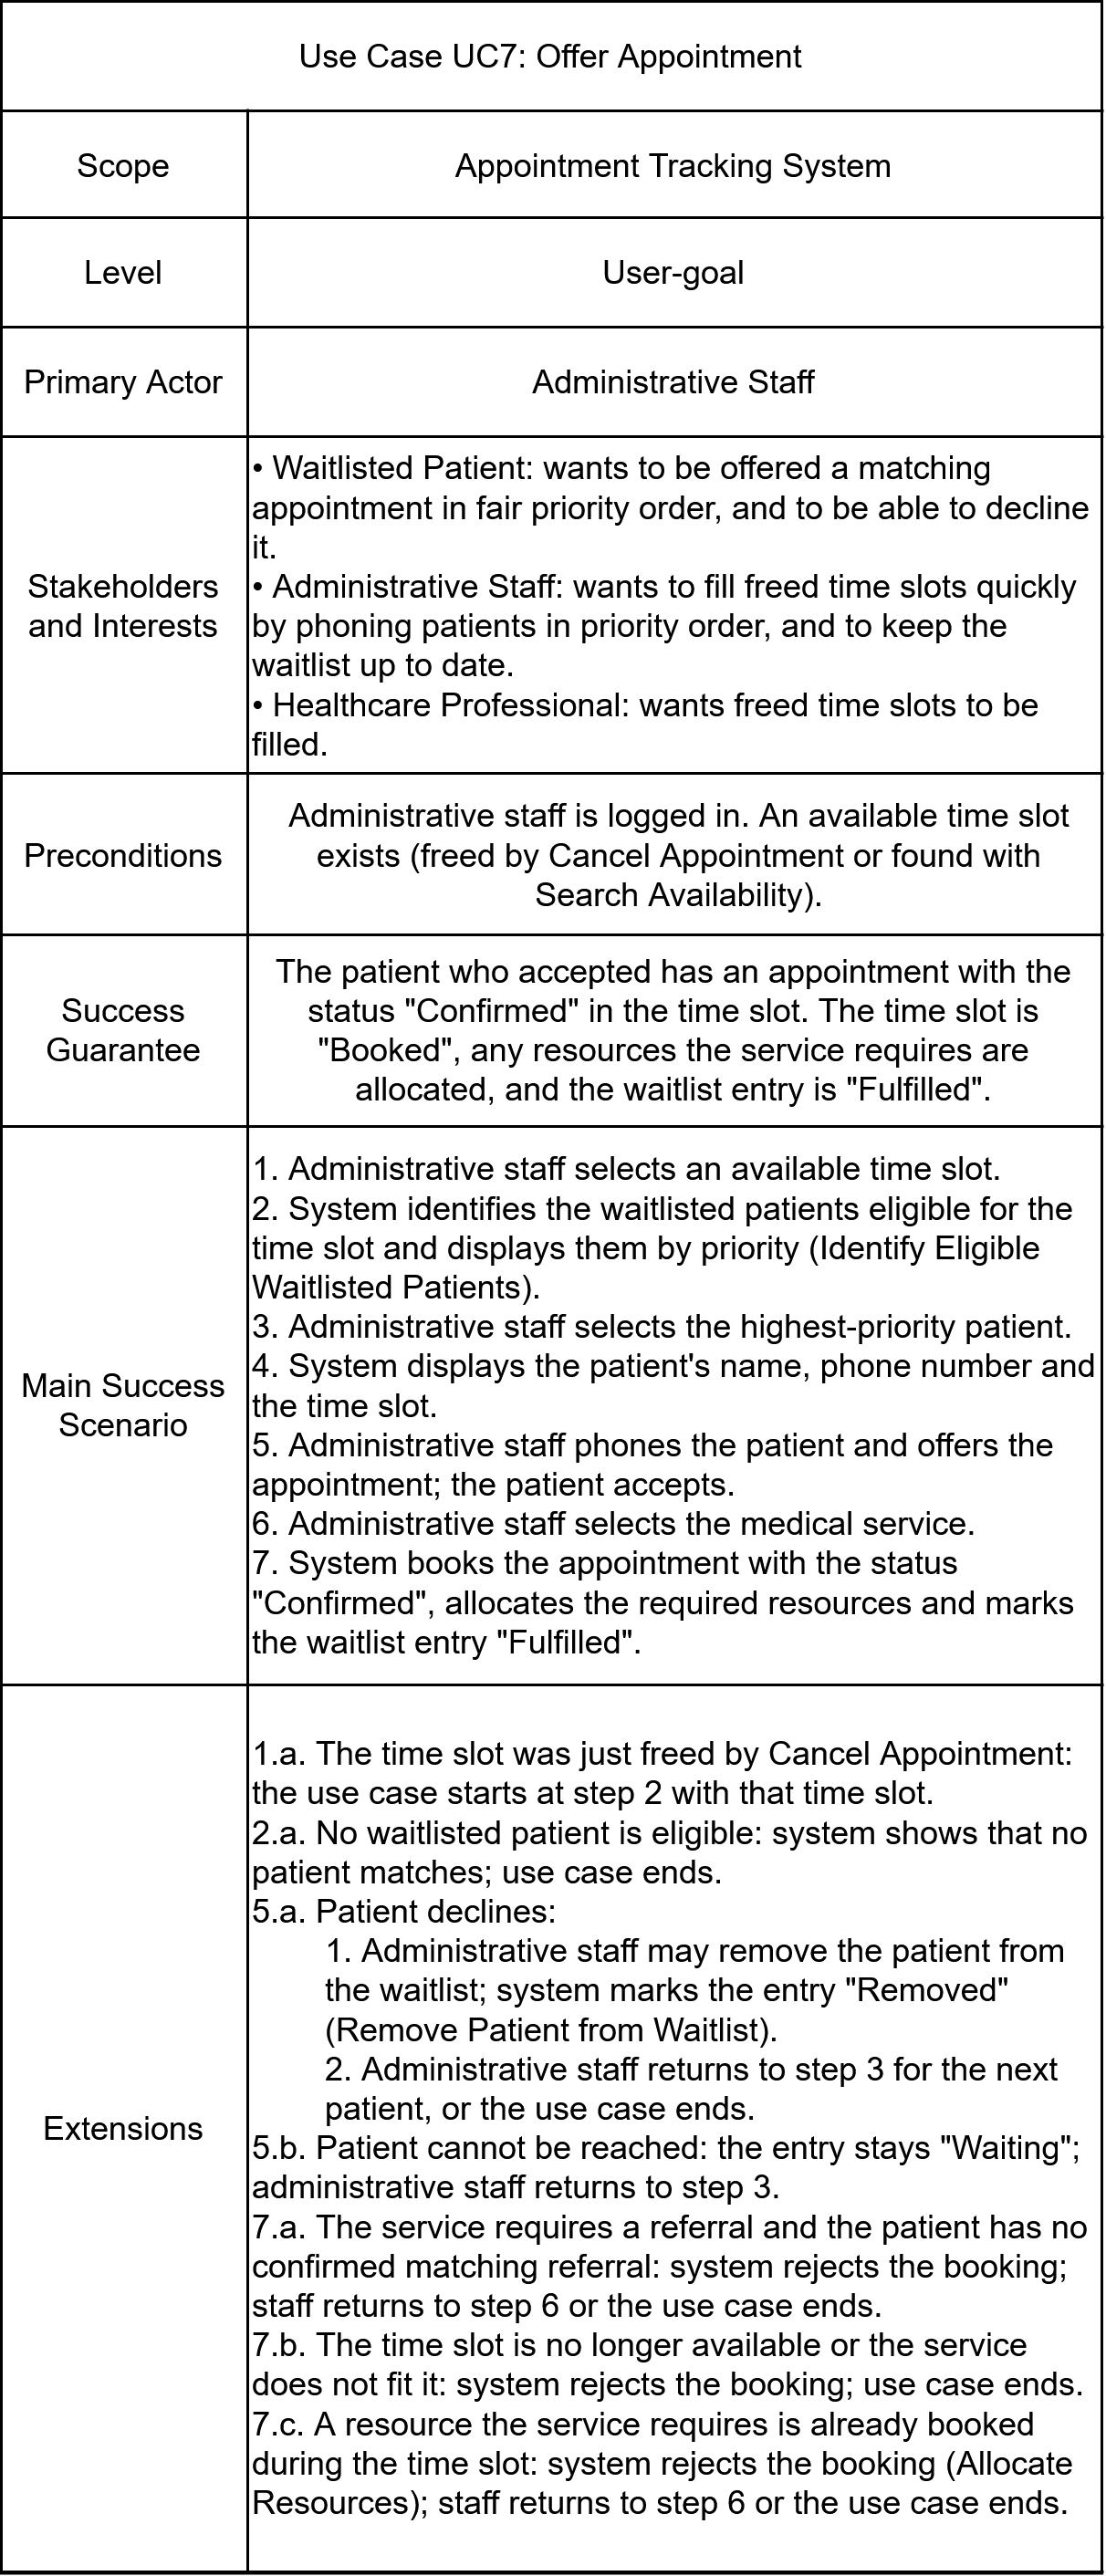 Use Case UC7: Offer Appointment
Scope
Appointment Tracking System
Level
User-goal
Primary Actor
Administrative Staff
Stakeholders
and Interests
• Waitlisted Patient: wants to be offered a matching
appointment in fair priority order, and to be able to decline
it.
• Administrative Staff: wants to fill freed time slots quickly
by phoning patients in priority order, and to keep the
waitlist up to date.
• Healthcare Professional: wants freed time slots to be
filled.
Preconditions
Administrative staff is logged in. An available time slot
exists (freed by Cancel Appointment or found with
Search Availability).
Success
Guarantee
The patient who accepted has an appointment with the
status "Confirmed" in the time slot. The time slot is
"Booked", any resources the service requires are
allocated, and the waitlist entry is "Fulfilled".
Main Success
Scenario
1. Administrative staff selects an available time slot.
2. System identifies the waitlisted patients eligible for the
time slot and displays them by priority (Identify Eligible
Waitlisted Patients).
3. Administrative staff selects the highest-priority patient.
4. System displays the patient's name, phone number and
the time slot.
5. Administrative staff phones the patient and offers the
appointment; the patient accepts.
6. Administrative staff selects the medical service.
7. System books the appointment with the status
"Confirmed", allocates the required resources and marks
the waitlist entry "Fulfilled".
Extensions
1.a. The time slot was just freed by Cancel Appointment:
the use case starts at step 2 with that time slot.
2.a. No waitlisted patient is eligible: system shows that no
patient matches; use case ends.
5.a. Patient declines:
1. Administrative staff may remove the patient from
the waitlist; system marks the entry "Removed"
(Remove Patient from Waitlist).
2. Administrative staff returns to step 3 for the next
patient, or the use case ends.
5.b. Patient cannot be reached: the entry stays "Waiting";
administrative staff returns to step 3.
7.a. The service requires a referral and the patient has no
confirmed matching referral: system rejects the booking;
staff returns to step 6 or the use case ends.
7.b. The time slot is no longer available or the service
does not fit it: system rejects the booking; use case ends.
7.c. A resource the service requires is already booked
during the time slot: system rejects the booking (Allocate
Resources); staff returns to step 6 or the use case ends.